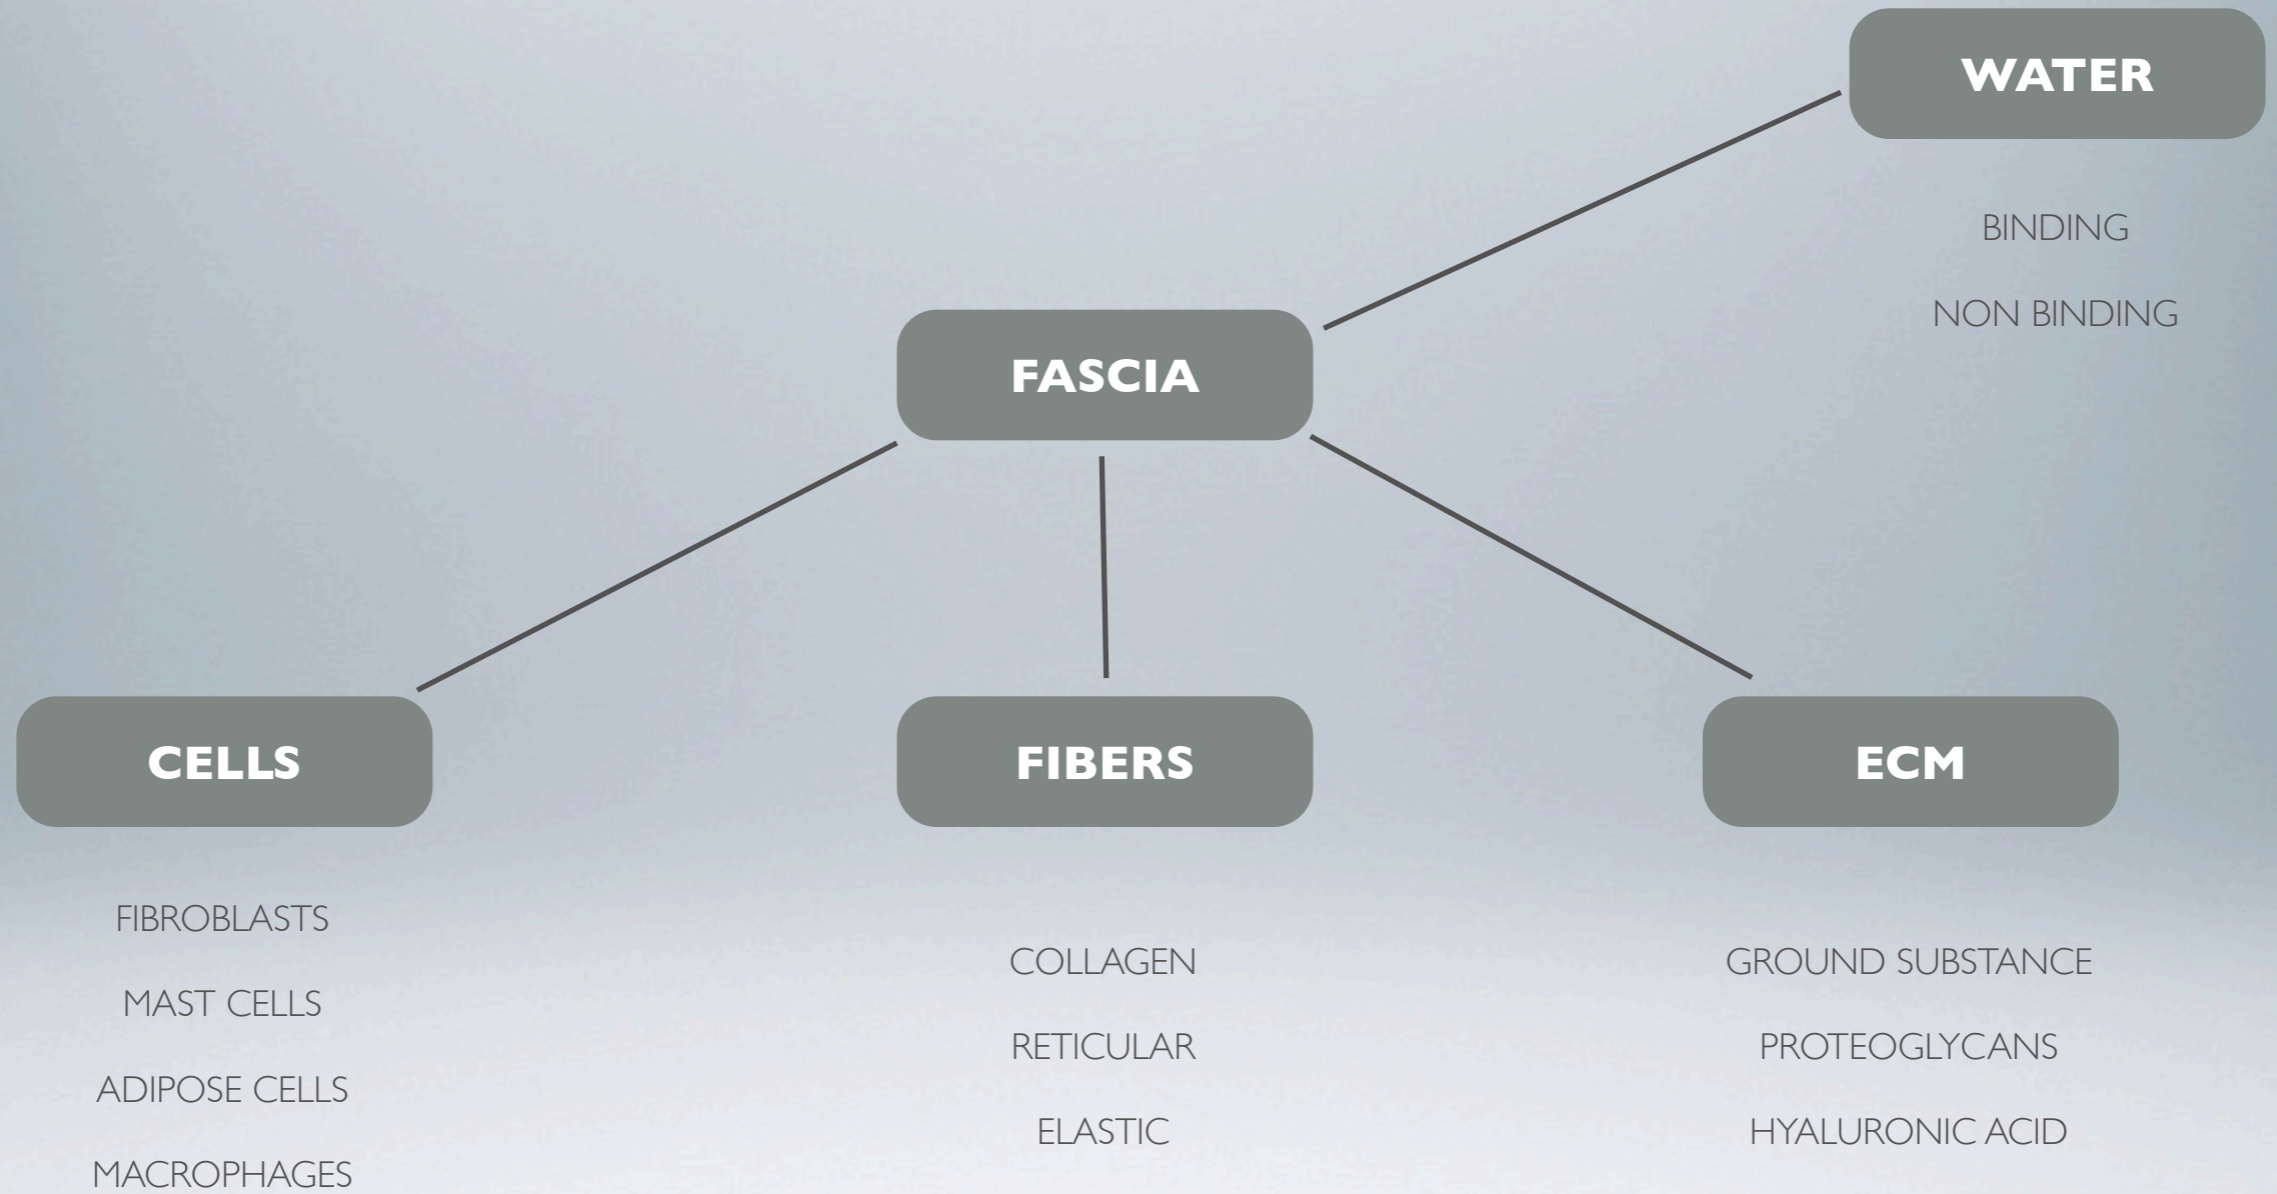 WATER
BINDING
NON BINDING
FASCIA
CELLS
FIBROBLASTS
MAST CELLS
ADIPOSE CELLS
MACROPHAGES
FIBERS
COLLAGEN
RETICULAR
ELASTIC
ECM
GROUND SUBSTANCE
PROTEOGLYCANS
HYALURONIC ACID